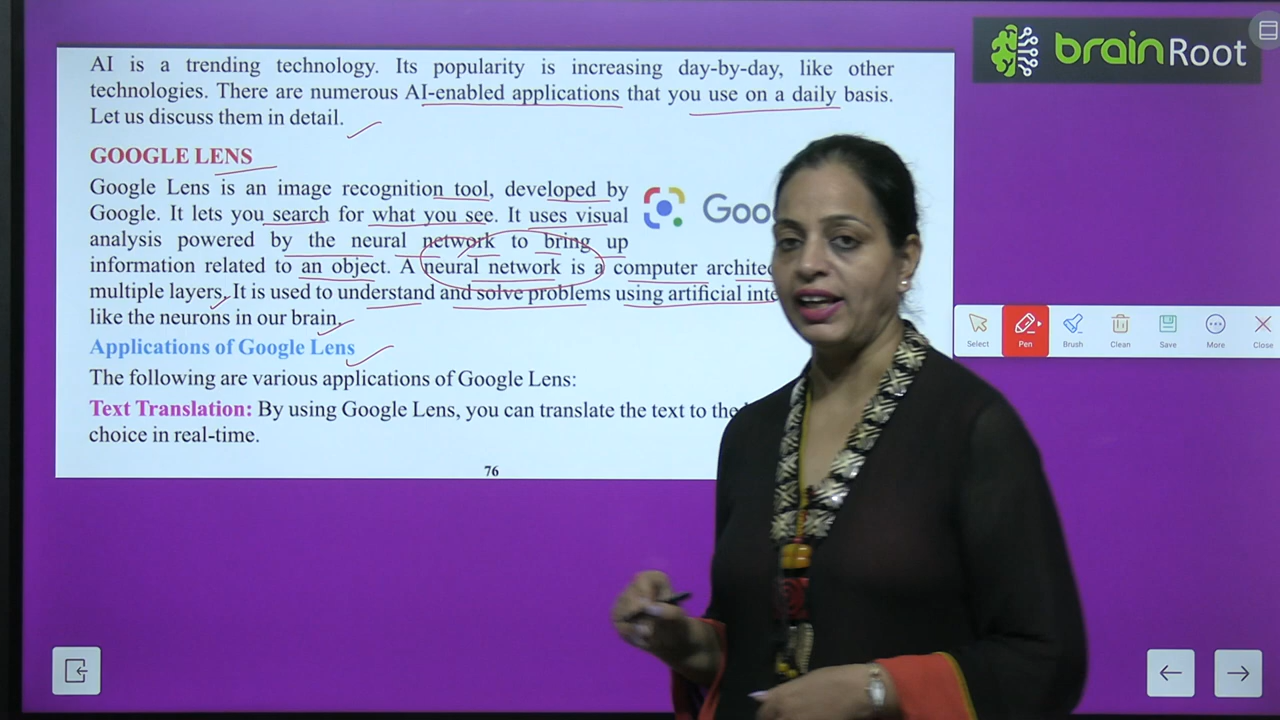 brainRoot
AI is a trending technology. Its popularity is increasing day-by-day, like other
technologies. There are numerous AI-enabled applications that you use on a daily basis.
Let us discuss them in detail.
GOOGLE LENS
Google Lens is an image recognition tool, developed by
Google. It lets you search for what you see. It uses visual
analysis powered by the neural network to bring up
information related to an object. A neural network is a computer
multiple layers. It is used to understand and solve problems using artificial
like the neurons in our brain.
Applications of Google Lens
The following are various applications of Google Lens:
Text Translation: By using Google Lens, you can translate the text to the
choice in real-time.
76
Select
Pen
Brush
Clean
Save
More
Close